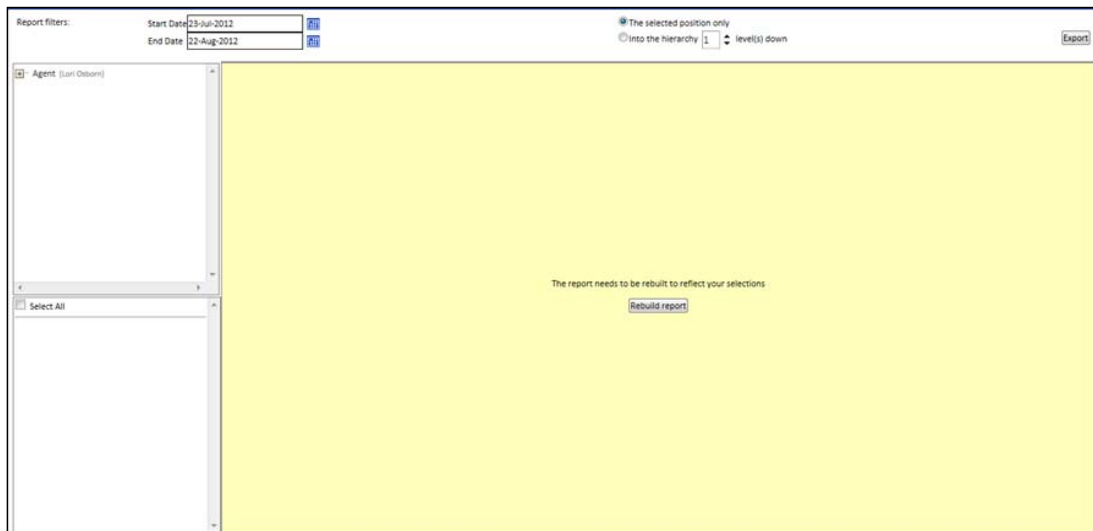 Report filters:
Start Date 23-Jul-2012
End Date 22-Aug-2012
The selected position only
Into the hierarchy 1 level(s) down
Export
Agent (Lori Osborn)
Select All
The report needs to be rebuilt to reflect your selections
Rebuild report